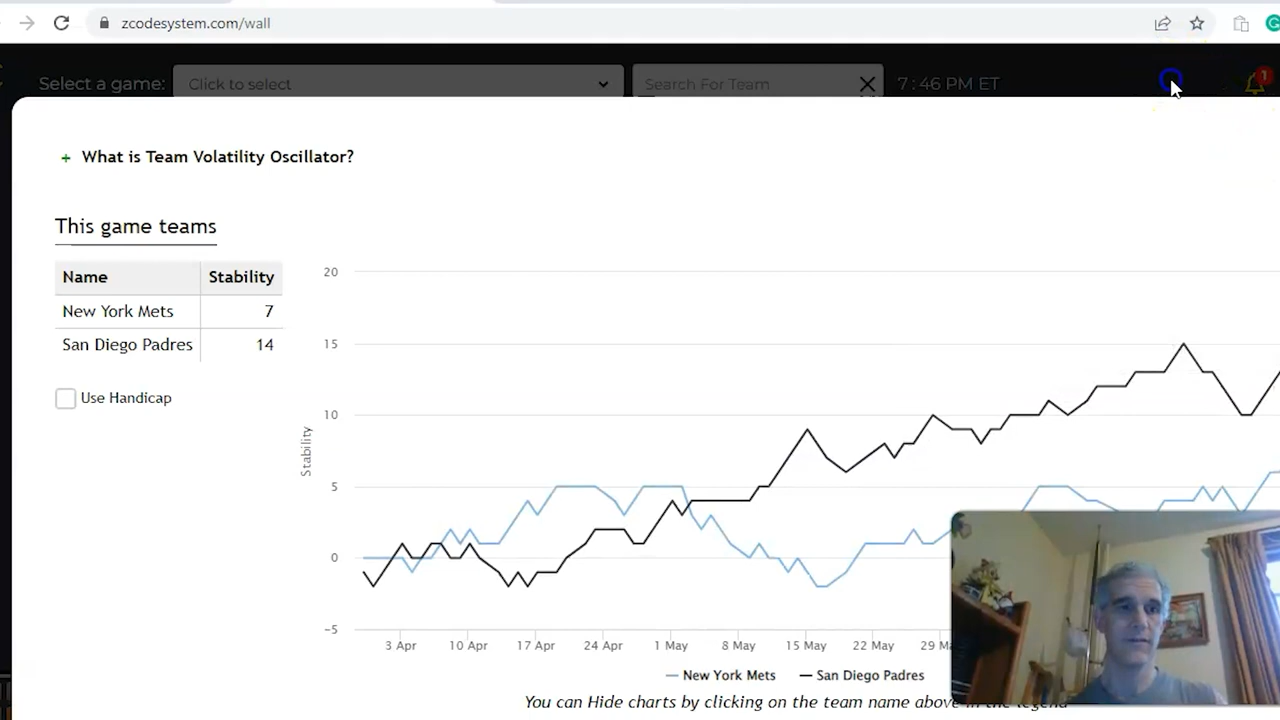 zcodesystem.com/wall
Select a game: Click to select Search For Team 7:46 PM ET 1
+ What is Team Volatility Oscillator?
This game teams
Name Stability
New York Mets 7
San Diego Padres 14
Use Handicap
Stability
20
15
10
5
0
-5
3 Apr 10 Apr 17 Apr 24 Apr 1 May 8 May 15 May 22 May 29 M
New York Mets San Diego Padres
You can Hide charts by clicking on the team name above in the legend